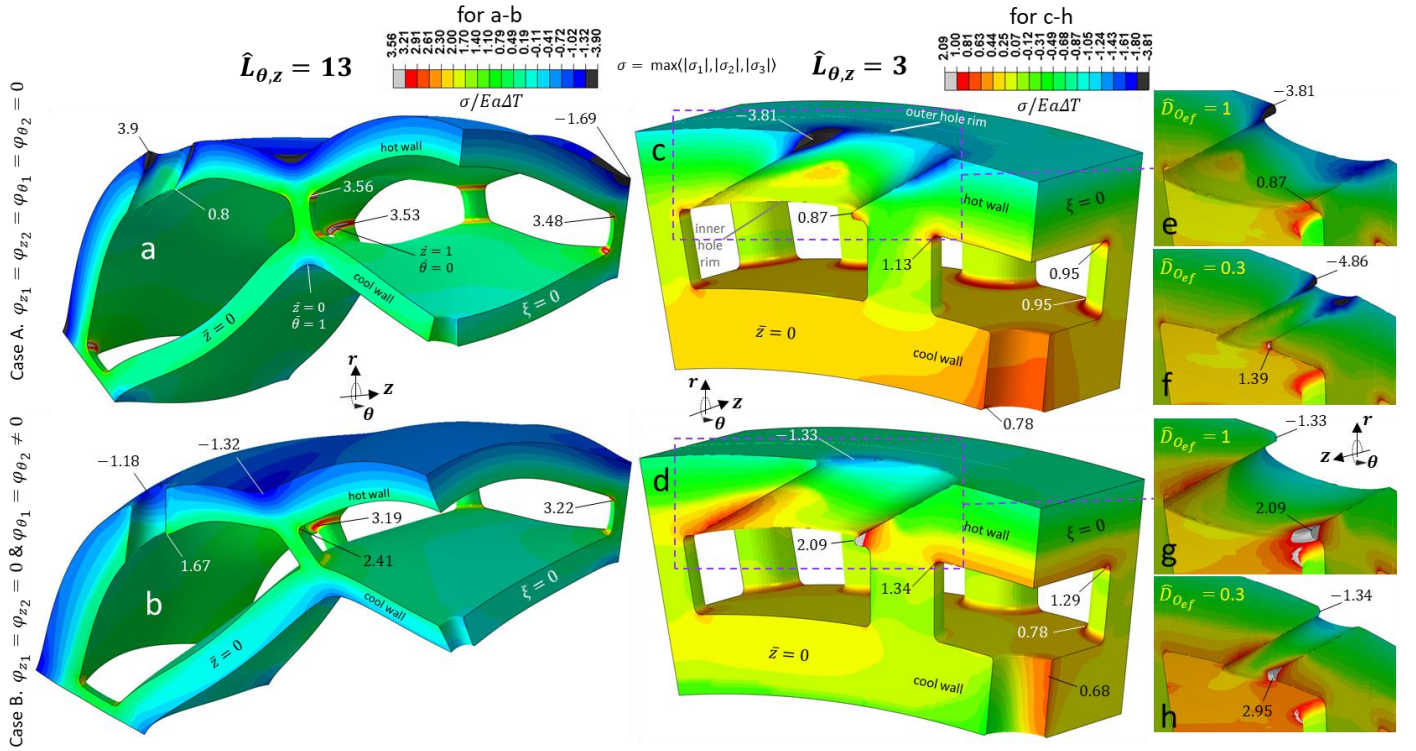 for a-b
for c-h
3.56 3.21 2.91 2.61 2.30 2.00 1.70 1.40 1.10 0.79 0.49 0.19 -0.11 -0.41 -0.72 -1.02 -1.32 -3.90
2.09 1.00 0.81 0.63 0.44 0.25 0.07 -0.12 -0.31 -0.49 -0.68 -0.87 -1.05 -1.24 -1.43 -1.61 -1.80 -3.81
L̂θ,z = 13
σ = max(|σ1|,|σ2|,|σ3|)
L̂θ,z = 3
σ/EaΔT
σ/EaΔT
Case A. φz1 = φz2 = φθ1 = φθ2 = 0
3.9
-1.69
hot wall
3.56
0.8
3.53
3.48
a
z̄ = 1
θ̄ = 0
z̄ = 0
θ̄ = 1
cool wall
z̄ = 0
ξ = 0
r
z
θ
c
-3.81
outer hole rim
hot wall
ξ = 0
0.87
inner
hole
rim
1.13
0.95
0.95
z̄ = 0
cool wall
0.78
r
z
θ
D̂Oef = 1
-3.81
0.87
e
D̂Oef = 0.3
-4.86
1.39
f
Case B. φz1 = φz2 = 0 & φθ1 = φθ2 ≠ 0
-1.18
-1.32
hot wall
3.19
3.22
1.67
2.41
b
cool wall
z̄ = 0
ξ = 0
d
-1.33
hot wall
ξ = 0
2.09
1.34
1.29
0.78
z̄ = 0
cool wall
0.68
D̂Oef = 1
-1.33
r
z
θ
2.09
g
D̂Oef = 0.3
-1.34
2.95
h